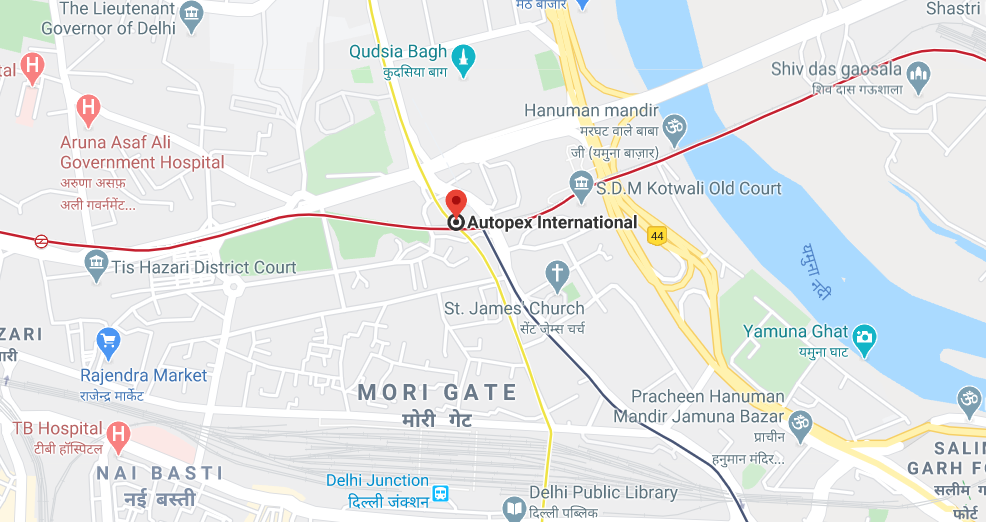 The Lieutenant
Governor of Delhi
मठ बाजार
Shastri
Qudsia Bagh
कुदसिया बाग
tal
Shiv das gaosala
शिव दास गऊशाला
Hanuman mandir
मरघट वाले बाबा
जी (यमुना बाज़ार)
Aruna Asaf Ali
Government Hospital
अरुणा असफ़
अली गवर्नमेंट...
S.D.M Kotwali Old Court
Autopex International
44
Tis Hazari District Court
यमुना नदी
St. James' Church
सेंट जेम्स चर्च
ZARI
ारी
Yamuna Ghat
यमुना घाट
Rajendra Market
राजेन्द्र मार्केट
MORI GATE
मोरी गेट
Pracheen Hanuman
Mandir Jamuna Bazar
प्राचीन
हनुमान मंदिर...
TB Hospital
टीबी हॉस्पिटल
NAI BASTI
नई बस्ती
SALIM
GARH FO
सलीम ग
फोर्ट
Delhi Junction
दिल्ली जंक्शन
Delhi Public Library
दिल्ली पब्लिक